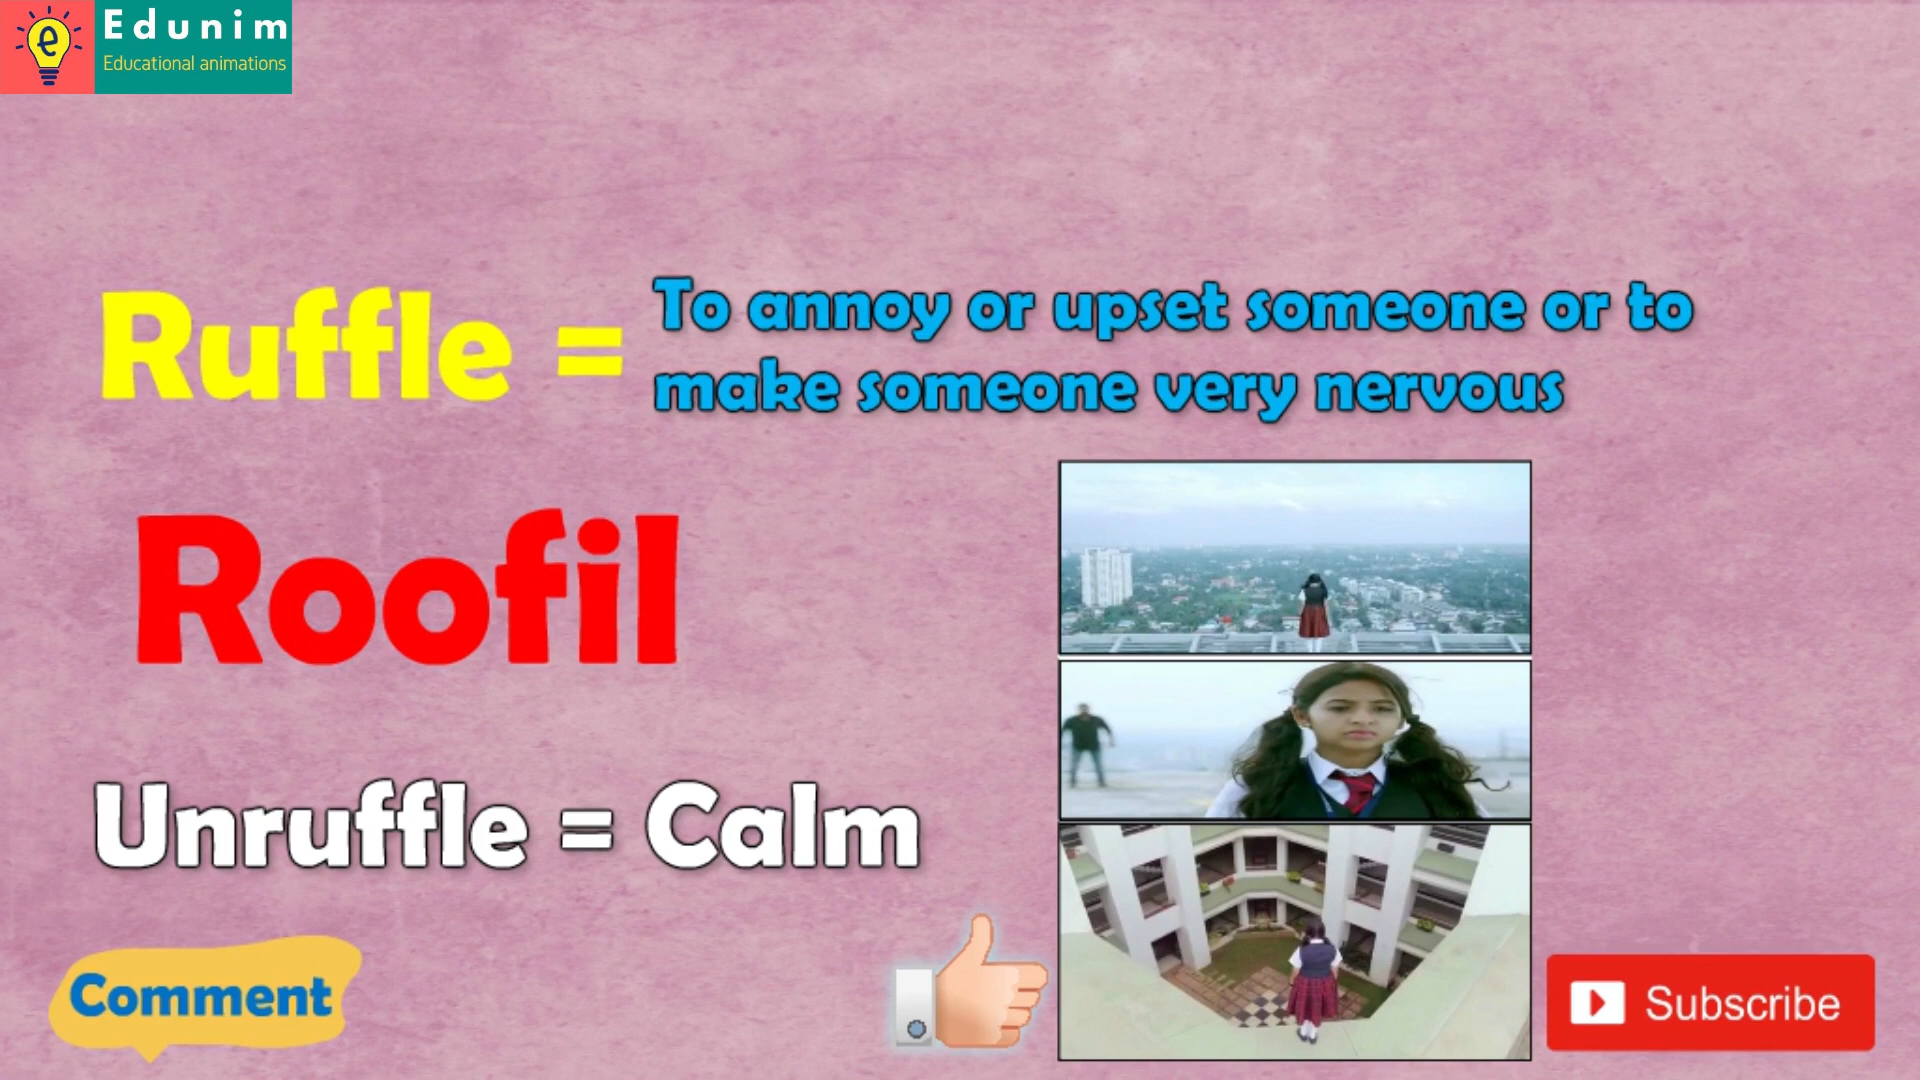 Edunim
Educational animations
Ruffle = To annoy or upset someone or to
make someone very nervous
Roofil
Unruffle = Calm
Comment
Subscribe